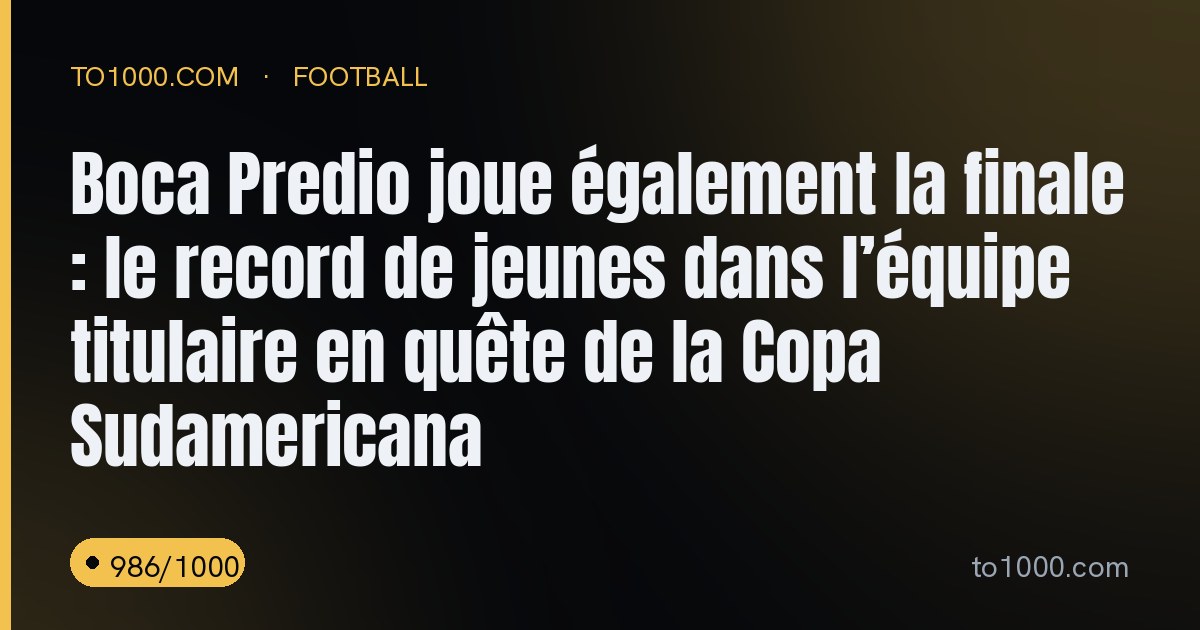 TO1000.COM · FOOTBALL
Boca Predio joue également la finale
: le record de jeunes dans l’équipe
titulaire en quête de la Copa
Sudamericana
986/1000
to1000.com